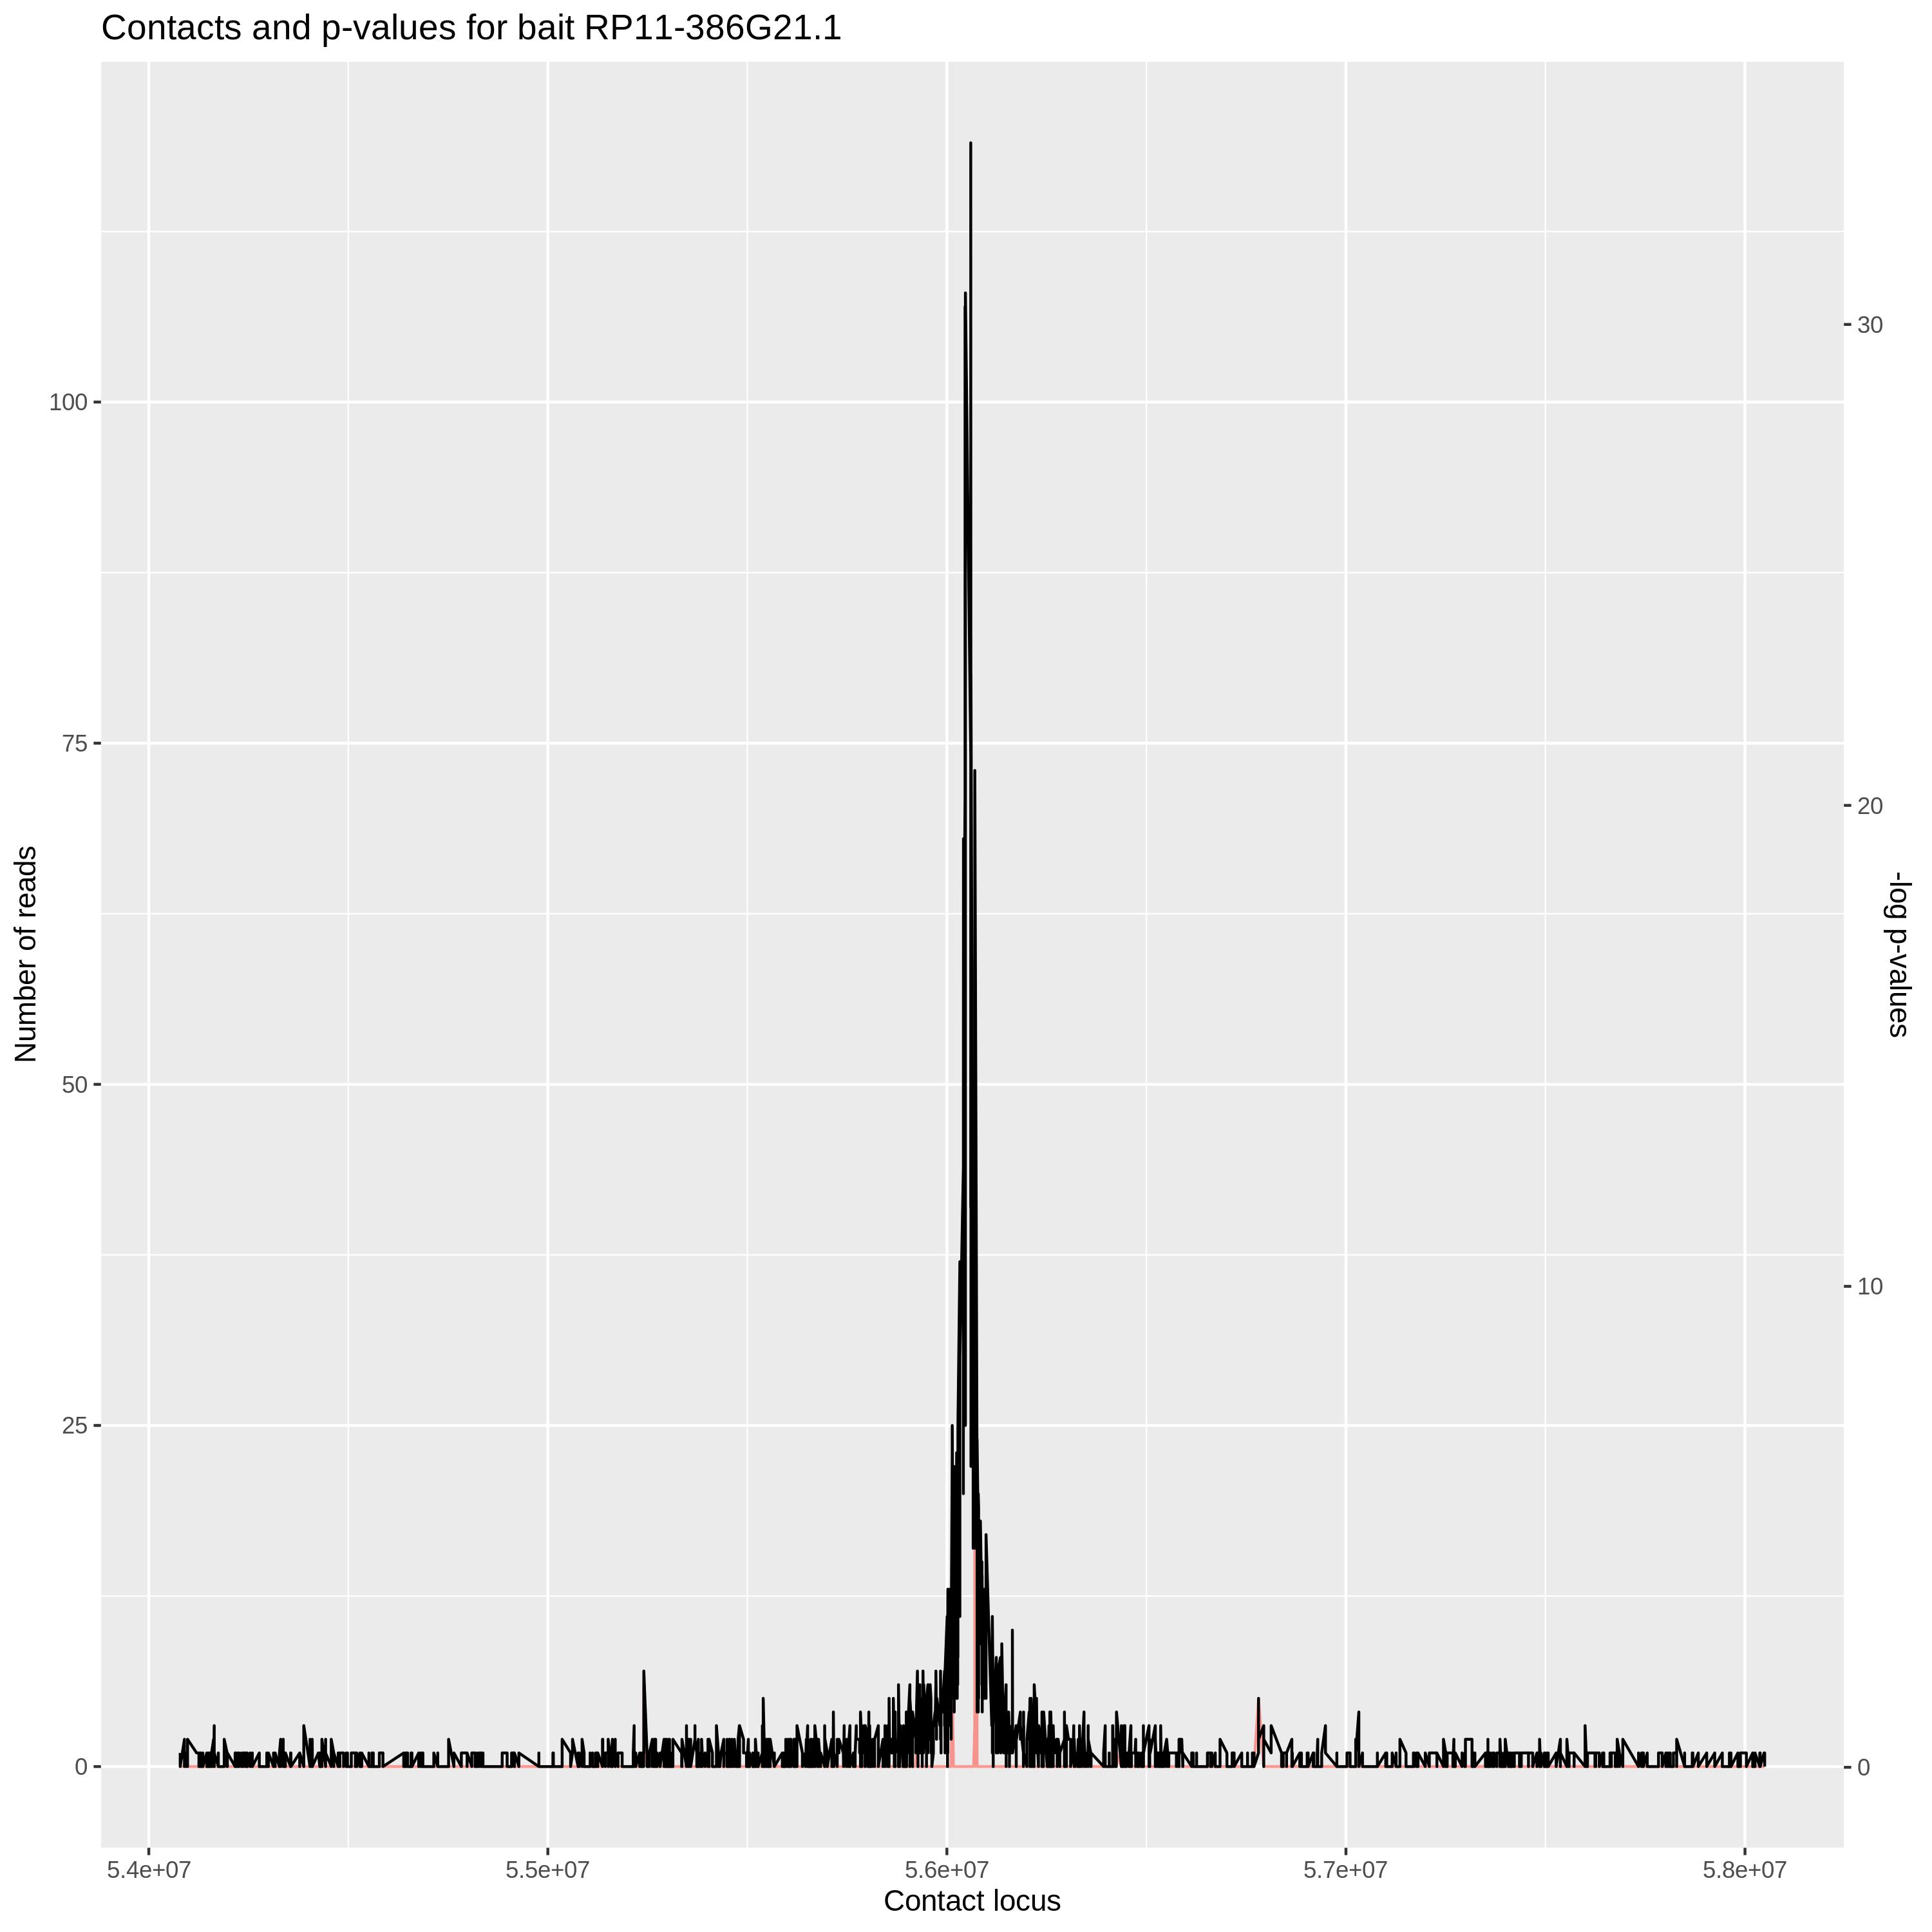 Contacts and p-values for bait RP11-386G21.1
100
75
50
25
0
Number of reads
30
20
10
0
-log p-values
5.4e+07
5.5e+07
5.6e+07
5.7e+07
5.8e+07
Contact locus